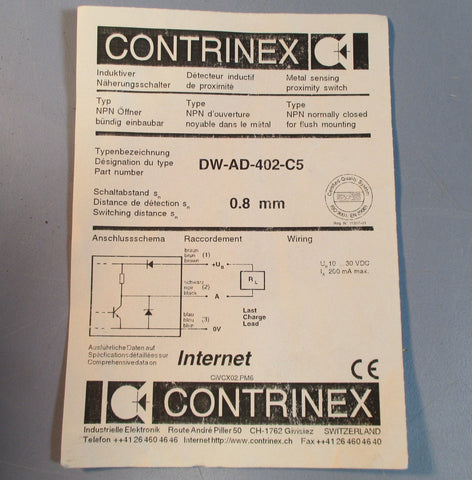 CONTRINEX
Induktiver Détecteur inductif Metal sensing
Näherungsschalter de proximité proximity switch
Typ Type Type
NPN Öffner NPN d'ouverture NPN normally closed
bündig einbaubar noyable dans le métal for flush mounting
Typenbezeichnung
Désignation du type DW-AD-402-C5
Part number
Schaltabstand sn
Distance de détection sn 0.8 mm
Switching distance sn
Anschlussschema Raccordement Wiring
braun
brun (1)
brown +UB
UB 10 ... 30 VDC
IA 200 mA max.
schwarz
noir (2)
black A
RL
blau
bleu (3)
blue 0V
Last
Charge
Load
Ausführliche Daten auf
Spécifications détaillées sur Internet
Comprehensive data on
CIVCX02.PM6
CE
CONTRINEX
Industrielle Elektronik Route André Piller 50 CH-1762 Givisiez SWITZERLAND
Telefon ++41 26 460 46 46 Internet http://www.contrinex.ch Fax ++41 26 460 46 40